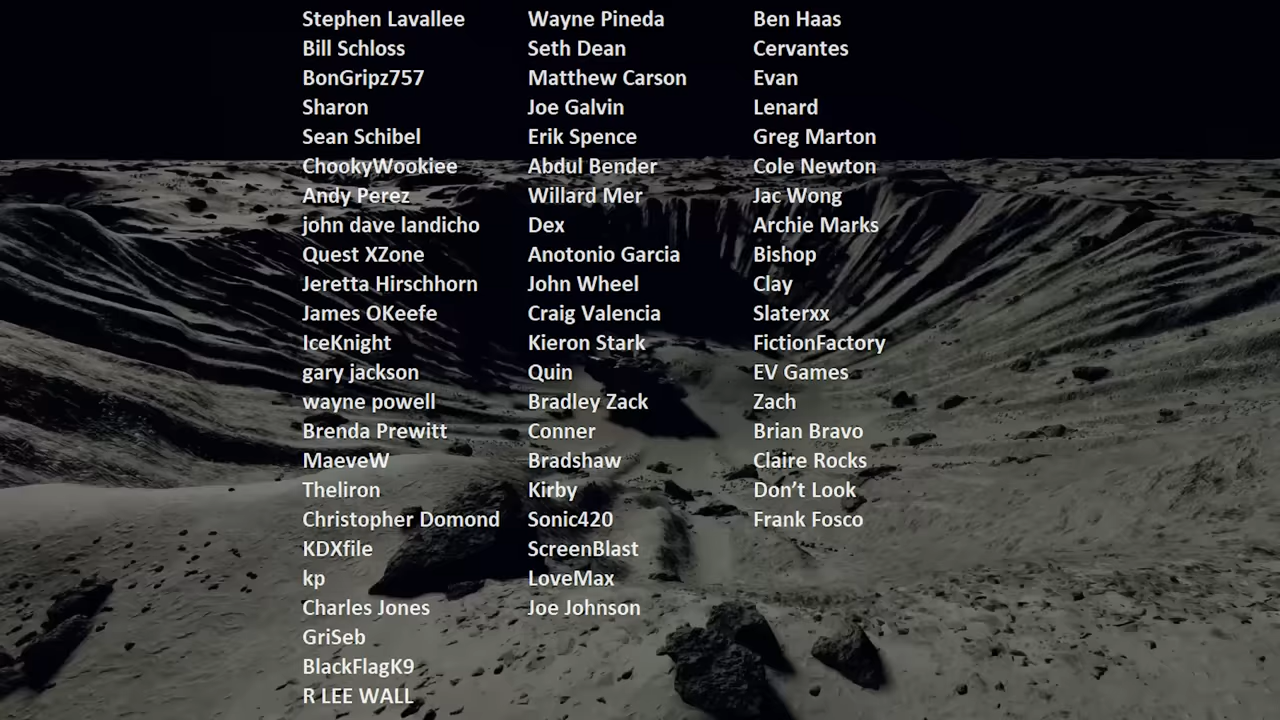 Stephen Lavallee
Bill Schloss
BonGripz757
Sharon
Sean Schibel
ChookyWookiee
Andy Perez
john dave landicho
Quest XZone
Jeretta Hirschhorn
James OKeefe
IceKnight
gary jackson
wayne powell
Brenda Prewitt
MaeveW
Theliron
Christopher Domond
KDXfile
kp
Charles Jones
GriSeb
BlackFlagK9
R LEE WALL
Wayne Pineda
Seth Dean
Matthew Carson
Joe Galvin
Erik Spence
Abdul Bender
Willard Mer
Dex
Anotonio Garcia
John Wheel
Craig Valencia
Kieron Stark
Quin
Bradley Zack
Conner
Bradshaw
Kirby
Sonic420
ScreenBlast
LoveMax
Joe Johnson
Ben Haas
Cervantes
Evan
Lenard
Greg Marton
Cole Newton
Jac Wong
Archie Marks
Bishop
Clay
Slaterxx
FictionFactory
EV Games
Zach
Brian Bravo
Claire Rocks
Don’t Look
Frank Fosco